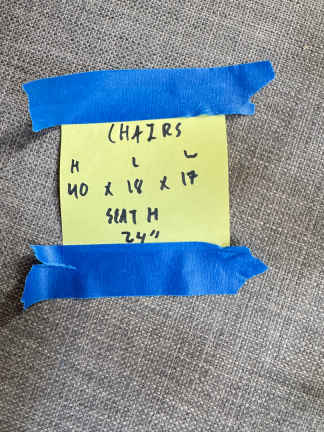 CHAIRS
H L W
40 x 18 x 17
SEAT H
24"